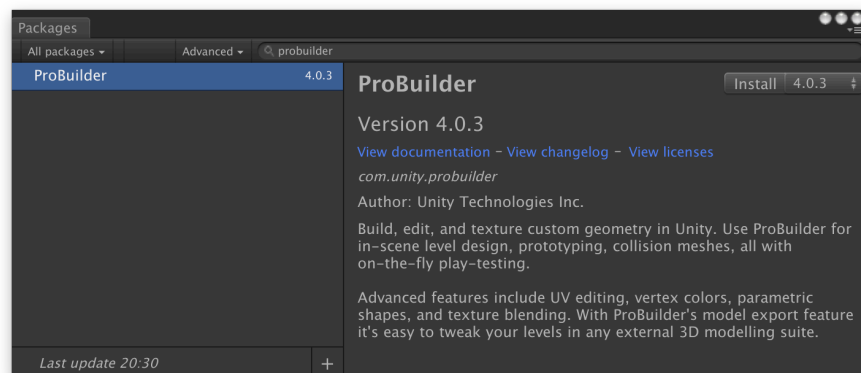 Packages
All packages Advanced probuilder
ProBuilder 4.0.3
ProBuilder Install 4.0.3
Version 4.0.3
View documentation - View changelog - View licenses
com.unity.probuilder
Author: Unity Technologies Inc.
Build, edit, and texture custom geometry in Unity. Use ProBuilder for
in-scene level design, prototyping, collision meshes, all with
on-the-fly play-testing.
Advanced features include UV editing, vertex colors, parametric
shapes, and texture blending. With ProBuilder's model export feature
it's easy to tweak your levels in any external 3D modelling suite.
Last update 20:30 +